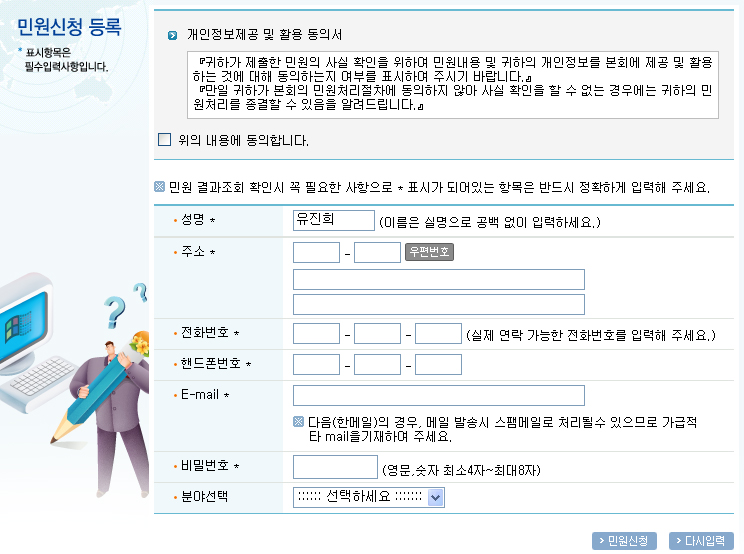 민원신청 등록
* 표시항목은
필수입력사항입니다.
개인정보제공 및 활용 동의서
『귀하가 제출한 민원의 사실 확인을 위하여 민원내용 및 귀하의 개인정보를 본회에 제공 및 활용
하는 것에 대해 동의하는지 여부를 표시하여 주시기 바랍니다.』
『만일 귀하가 본회의 민원처리절차에 동의하지 않아 사실 확인을 할 수 없는 경우에는 귀하의 민
원처리를 종결할 수 있음을 알려드립니다.』
위의 내용에 동의합니다.
※ 민원 결과조회 확인시 꼭 필요한 사항으로 * 표시가 되어있는 항목은 반드시 정확하게 입력해 주세요.
• 성명 * 유진희 (이름은 실명으로 공백 없이 입력하세요.)
• 주소 * - 우편번호
• 전화번호 * - - (실제 연락 가능한 전화번호를 입력해 주세요.)
• 핸드폰번호 * - -
• E-mail *
※ 다음(한메일)의 경우, 메일 발송시 스팸메일로 처리될수 있으므로 가급적
타 mail을기재하여 주세요.
• 비밀번호 * (영문,숫자 최소4자~최대8자)
• 분야선택 :::::: 선택하세요 :::::::
> 민원신청 > 다시입력